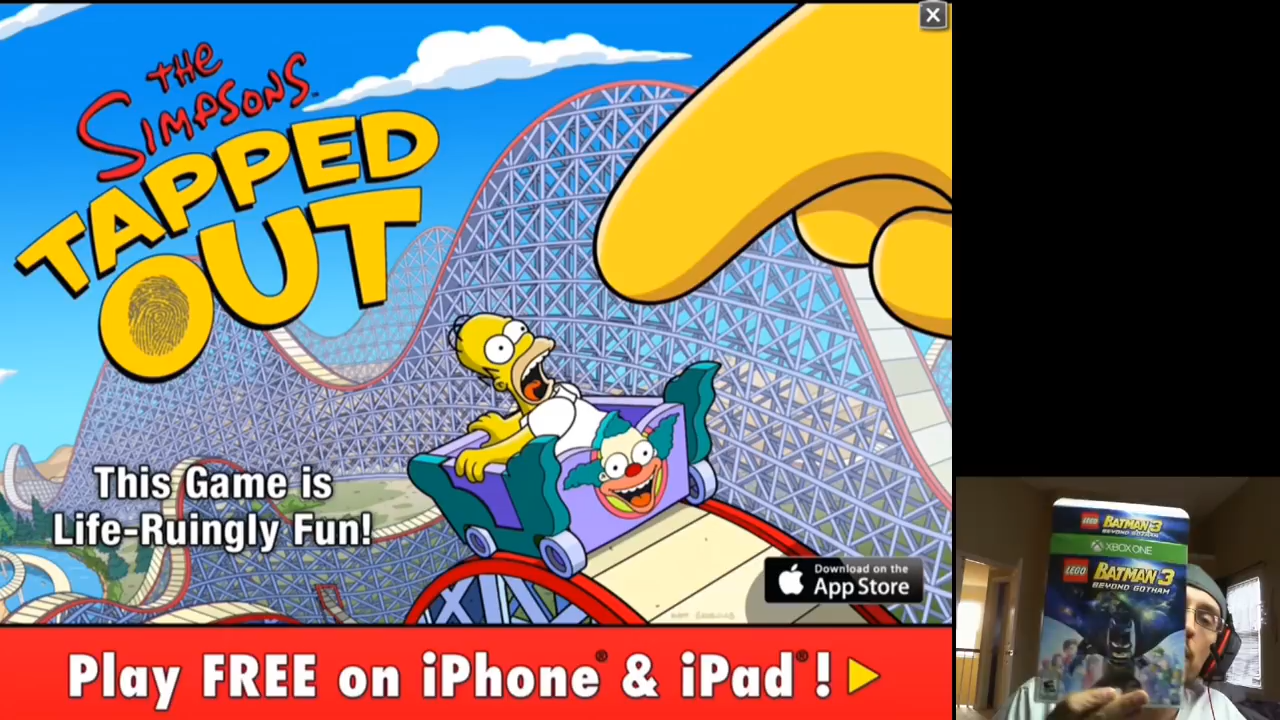 THE
SIMPSONS
TAPPED
OUT
This Game is
Life-Ruingly Fun!
Download on the
App Store
Play FREE on iPhone® & iPad®!
LEGO BATMAN 3
BEYOND GOTHAM
XBOX ONE
LEGO BATMAN 3
BEYOND GOTHAM